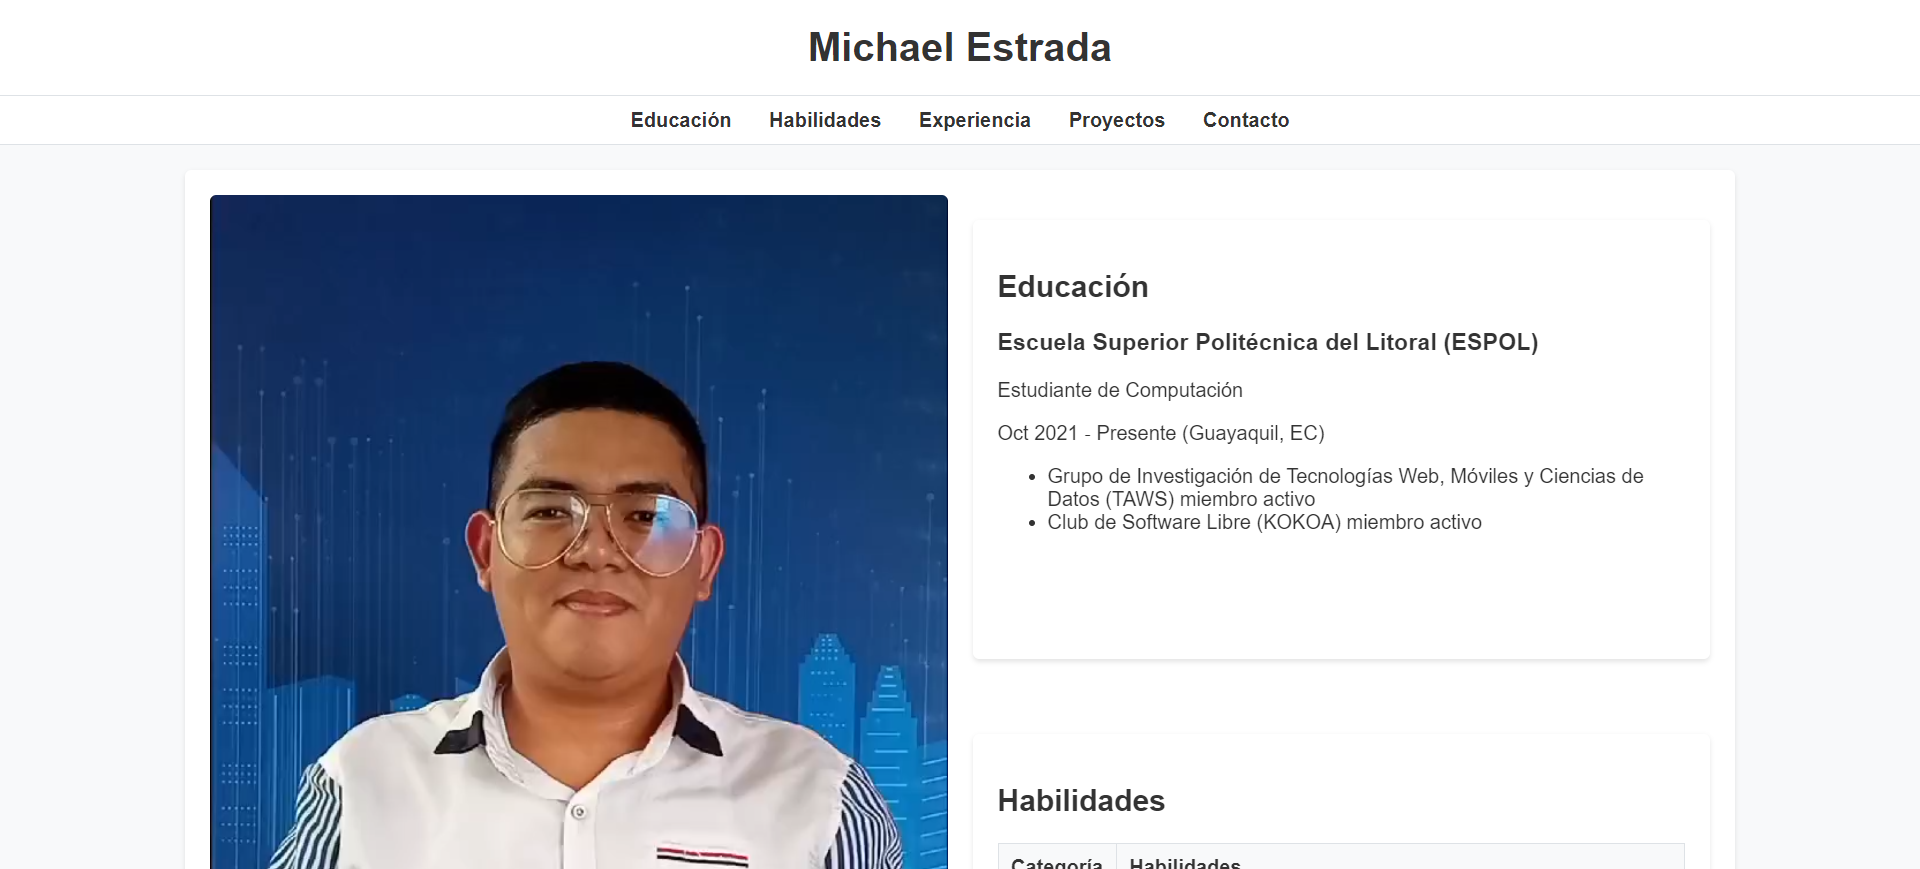 Michael Estrada
Educación Habilidades Experiencia Proyectos Contacto
Educación
Escuela Superior Politécnica del Litoral (ESPOL)
Estudiante de Computación
Oct 2021 - Presente (Guayaquil, EC)
Grupo de Investigación de Tecnologías Web, Móviles y Ciencias de
Datos (TAWS) miembro activo
Club de Software Libre (KOKOA) miembro activo
Habilidades
Categoría Habilidades